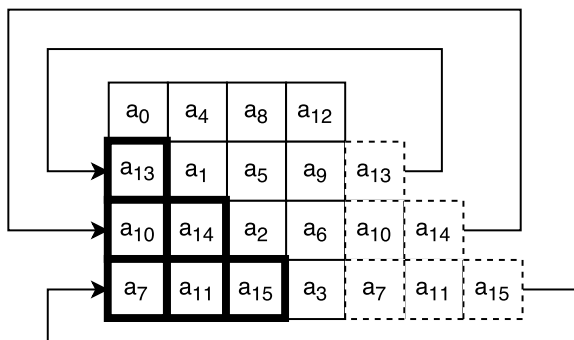 a₀ a₄ a₈ a₁₂
a₁₃ a₁ a₅ a₉ a₁₃
a₁₀ a₁₄ a₂ a₆ a₁₀ a₁₄
a₇ a₁₁ a₁₅ a₃ a₇ a₁₁ a₁₅